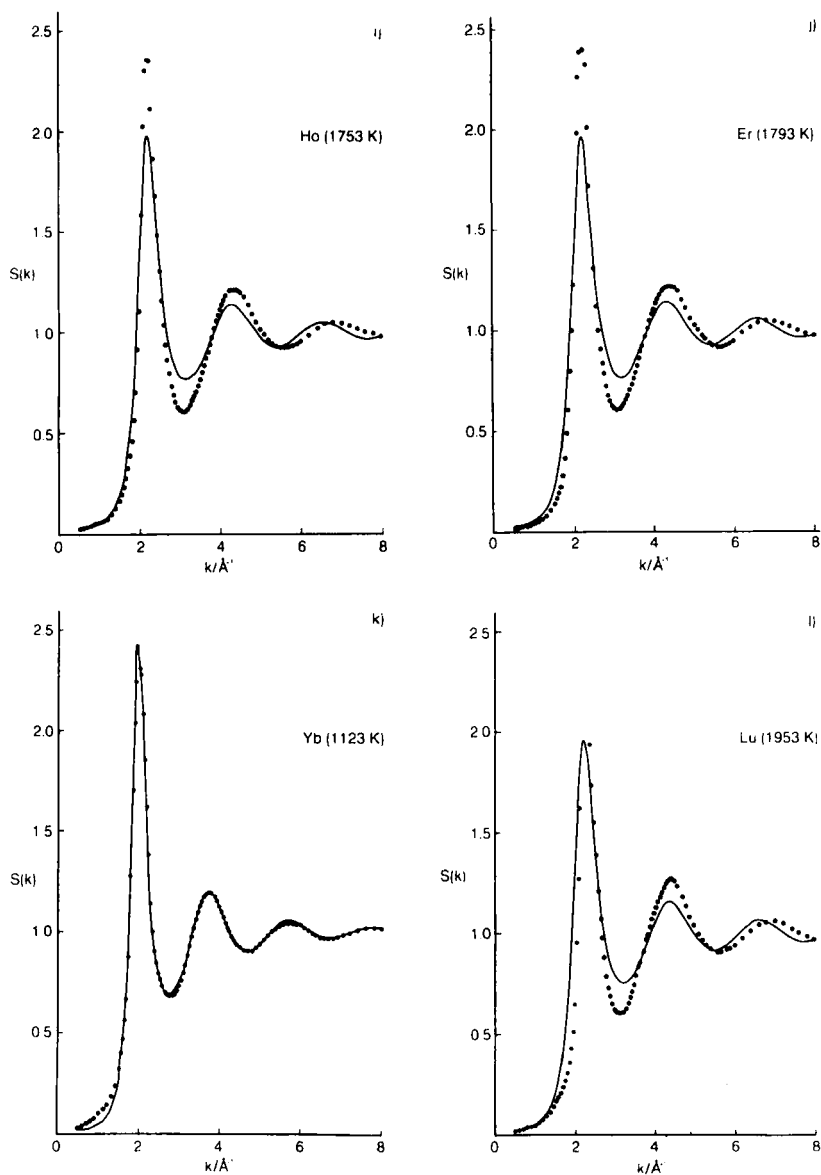 i)
Ho (1753 K)
2.5
2.0
1.5
S(k)
1.0
0.5
0 2 4 6 8
k/Å⁻¹
j)
Er (1793 K)
2.5
2.0
1.5
S(k)
1.0
0.5
0 2 4 6 8
k/Å⁻¹
k)
Yb (1123 K)
2 5
2 0
1 5
S(k)
1 0
0 5
0 2 4 6 8
k/Å⁻¹
l)
Lu (1953 K)
2 5
2 0
1 5
S(k)
1 0
0 5
0 2 4 6 8
k/Å⁻¹